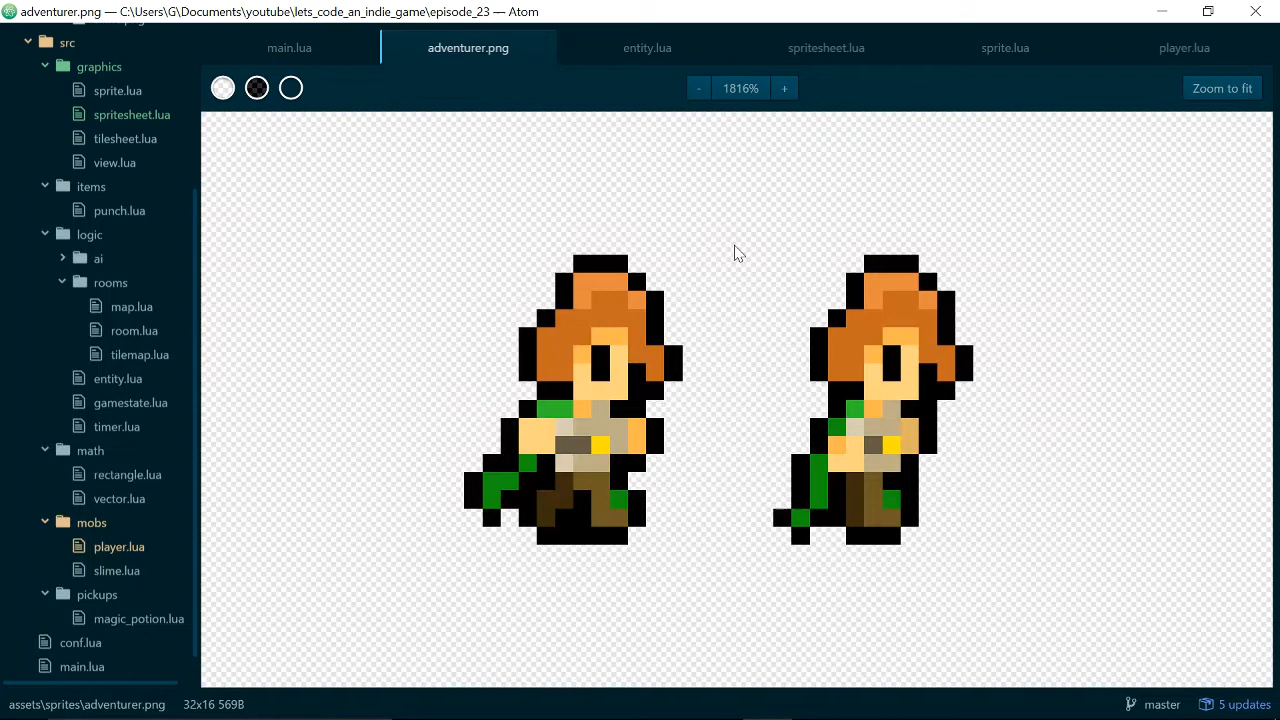 adventurer.png — C:\Users\G\Documents\youtube\lets_code_an_indie_game\episode_23 — Atom
main.lua
adventurer.png
entity.lua
spritesheet.lua
sprite.lua
player.lua
- 1816% +
Zoom to fit
src
graphics
sprite.lua
spritesheet.lua
tilesheet.lua
view.lua
items
punch.lua
logic
ai
rooms
map.lua
room.lua
tilemap.lua
entity.lua
gamestate.lua
timer.lua
math
rectangle.lua
vector.lua
mobs
player.lua
slime.lua
pickups
magic_potion.lua
conf.lua
main.lua
assets\sprites\adventurer.png 32x16 569B
master 5 updates